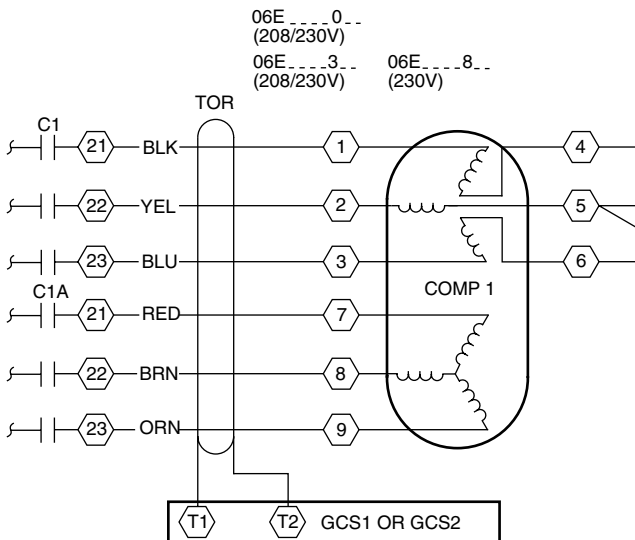 06E _ _ _ _ 0 _ _
(208/230V)
06E _ _ _ _ 3 _ _ 06E _ _ _ _ 8 _ _
(208/230V) (230V)
TOR
C1 21 BLK 1 4
22 YEL 2 5
23 BLU 3 6
COMP 1
C1A 21 RED 7
22 BRN 8
23 ORN 9
T1 T2 GCS1 OR GCS2